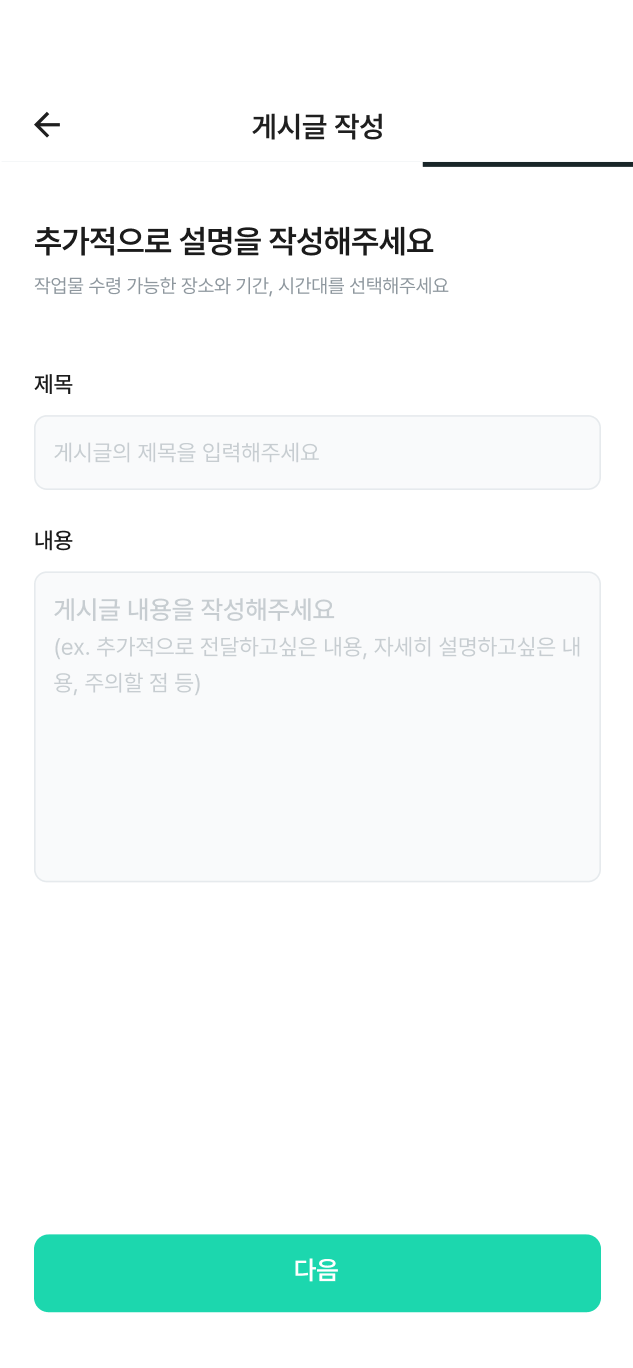 게시글 작성
추가적으로 설명을 작성해주세요
작업물 수령 가능한 장소와 기간, 시간대를 선택해주세요
제목
게시글의 제목을 입력해주세요
내용
게시글 내용을 작성해주세요
(ex. 추가적으로 전달하고싶은 내용, 자세히 설명하고싶은 내
용, 주의할 점 등)
다음